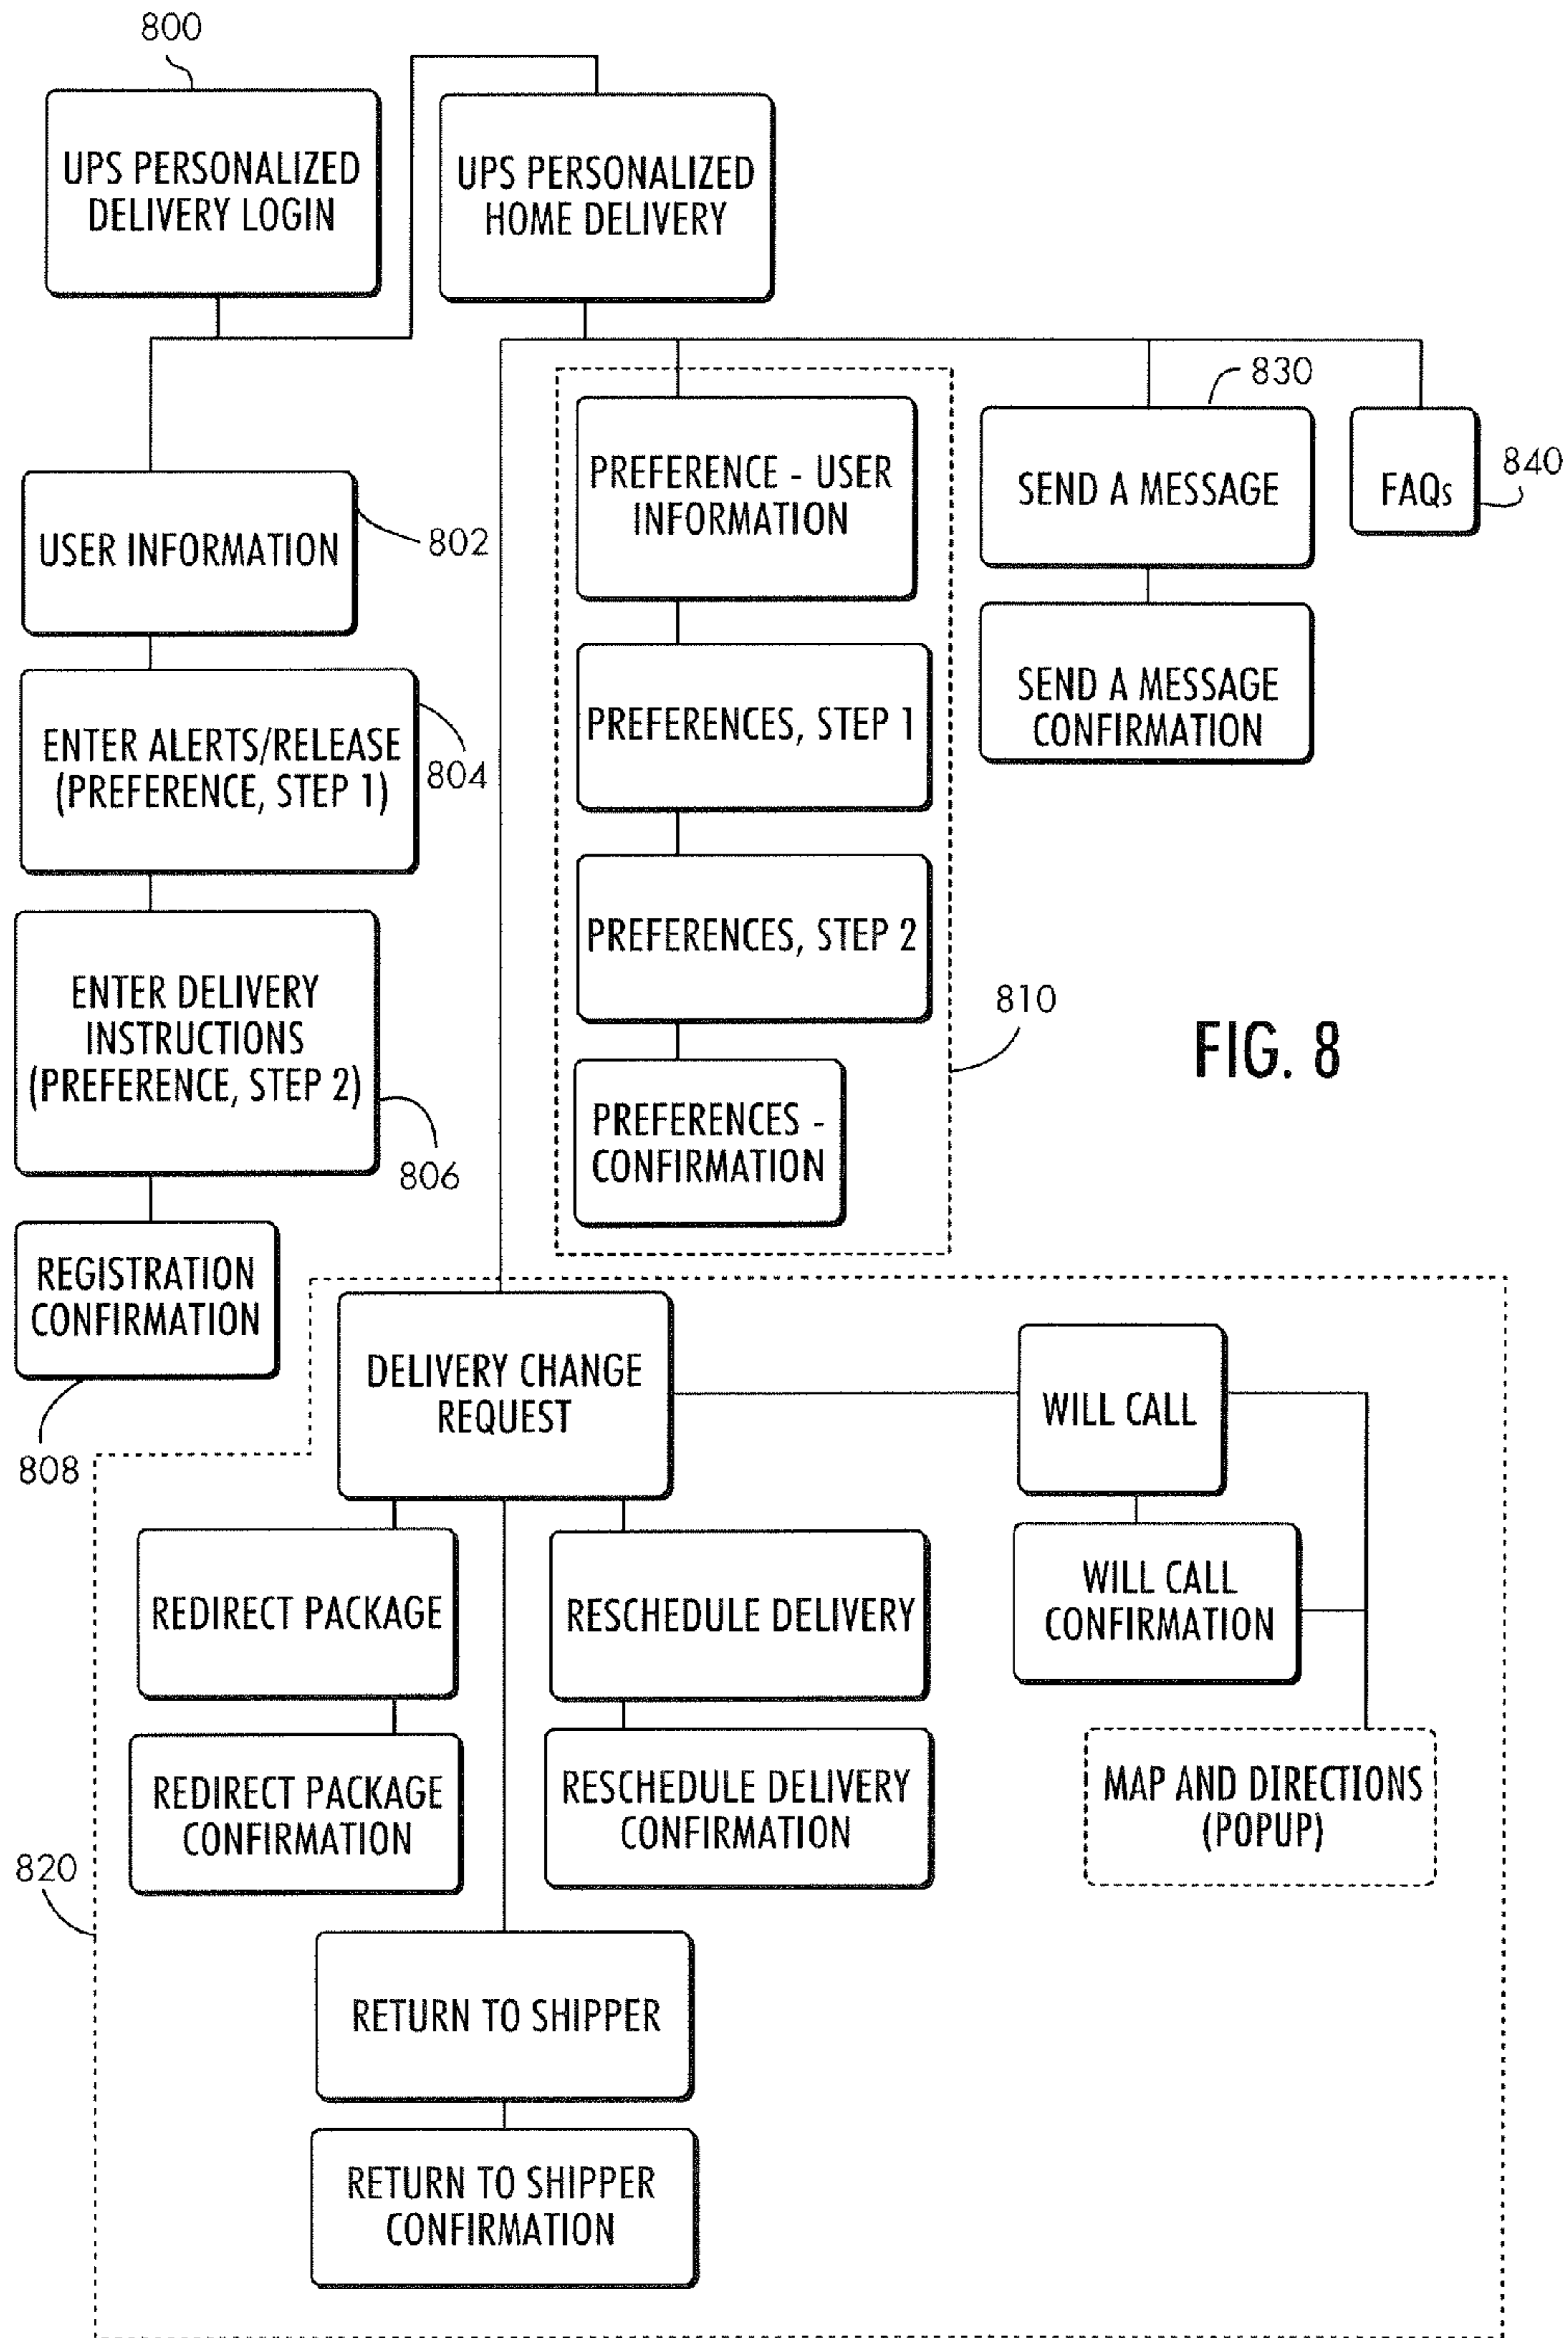 800
UPS PERSONALIZED
DELIVERY LOGIN
UPS PERSONALIZED
HOME DELIVERY
USER INFORMATION
802
ENTER ALERTS/RELEASE
(PREFERENCE, STEP 1)
804
ENTER DELIVERY
INSTRUCTIONS
(PREFERENCE, STEP 2)
806
REGISTRATION
CONFIRMATION
808
PREFERENCE - USER
INFORMATION
PREFERENCES, STEP 1
PREFERENCES, STEP 2
PREFERENCES -
CONFIRMATION
810
830
SEND A MESSAGE
SEND A MESSAGE
CONFIRMATION
FAQs
840
FIG. 8
DELIVERY CHANGE
REQUEST
WILL CALL
WILL CALL
CONFIRMATION
MAP AND DIRECTIONS
(POPUP)
REDIRECT PACKAGE
REDIRECT PACKAGE
CONFIRMATION
RESCHEDULE DELIVERY
RESCHEDULE DELIVERY
CONFIRMATION
820
RETURN TO SHIPPER
RETURN TO SHIPPER
CONFIRMATION